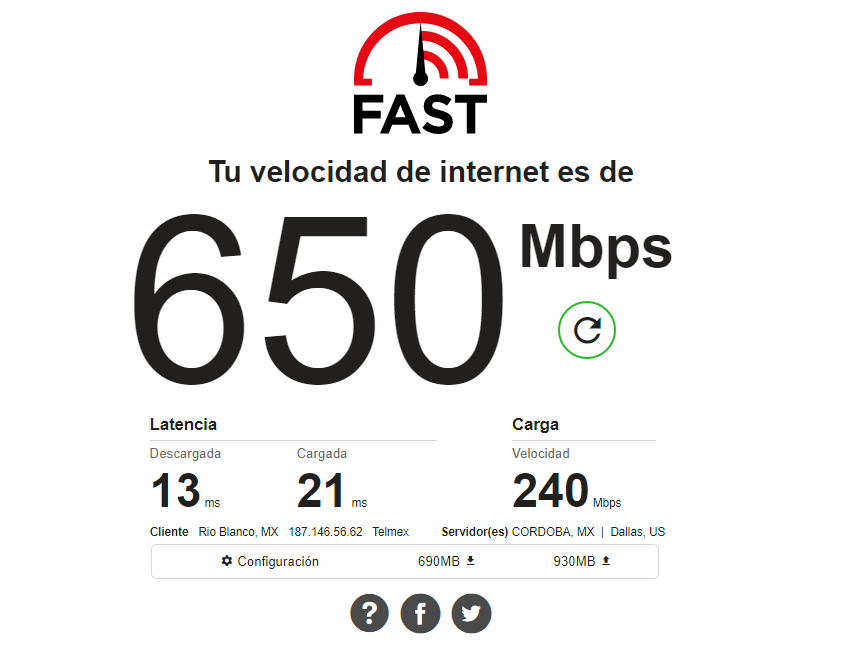 FAST
Tu velocidad de internet es de
650 Mbps
Latencia
Carga
Descargada
Cargada
Velocidad
13 ms
21 ms
240 Mbps
Cliente Rio Blanco, MX 187.146.56.62 Telmex Servidor(es) CORDOBA, MX | Dallas, US
Configuración 690MB 930MB
?
f